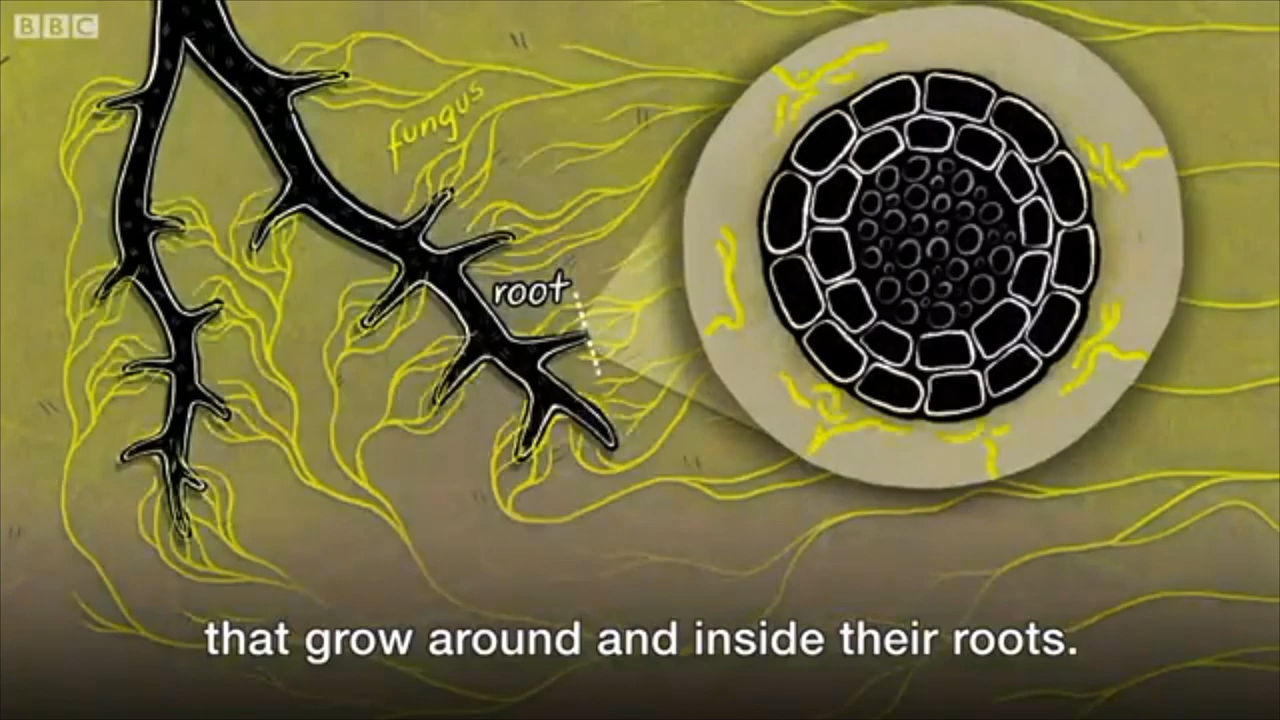 BBC
fungus
root
that grow around and inside their roots.